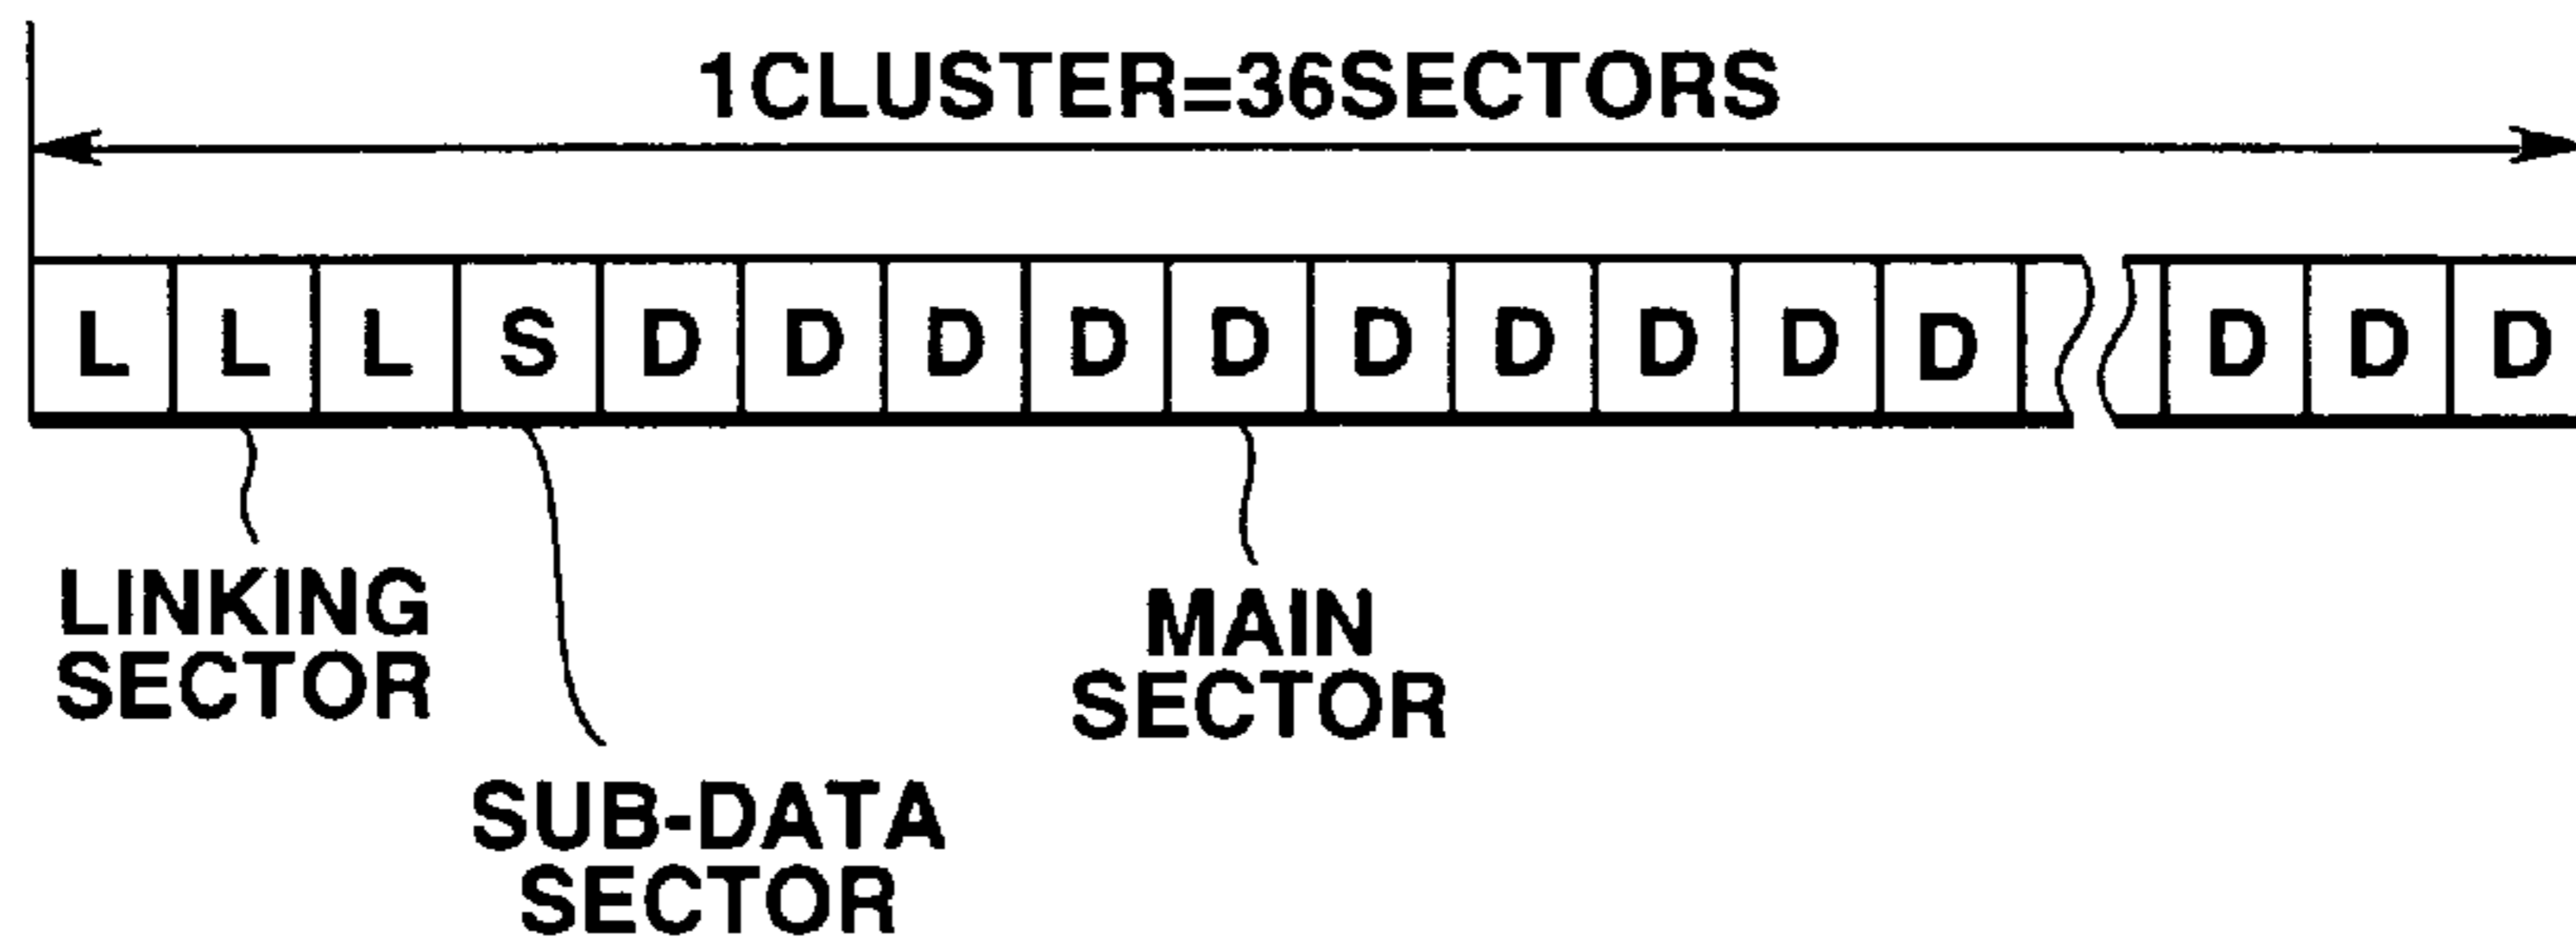 1CLUSTER=36SECTORS
L L L S D D D D D D D D D D D D D
LINKING
SECTOR
MAIN
SECTOR
SUB-DATA
SECTOR